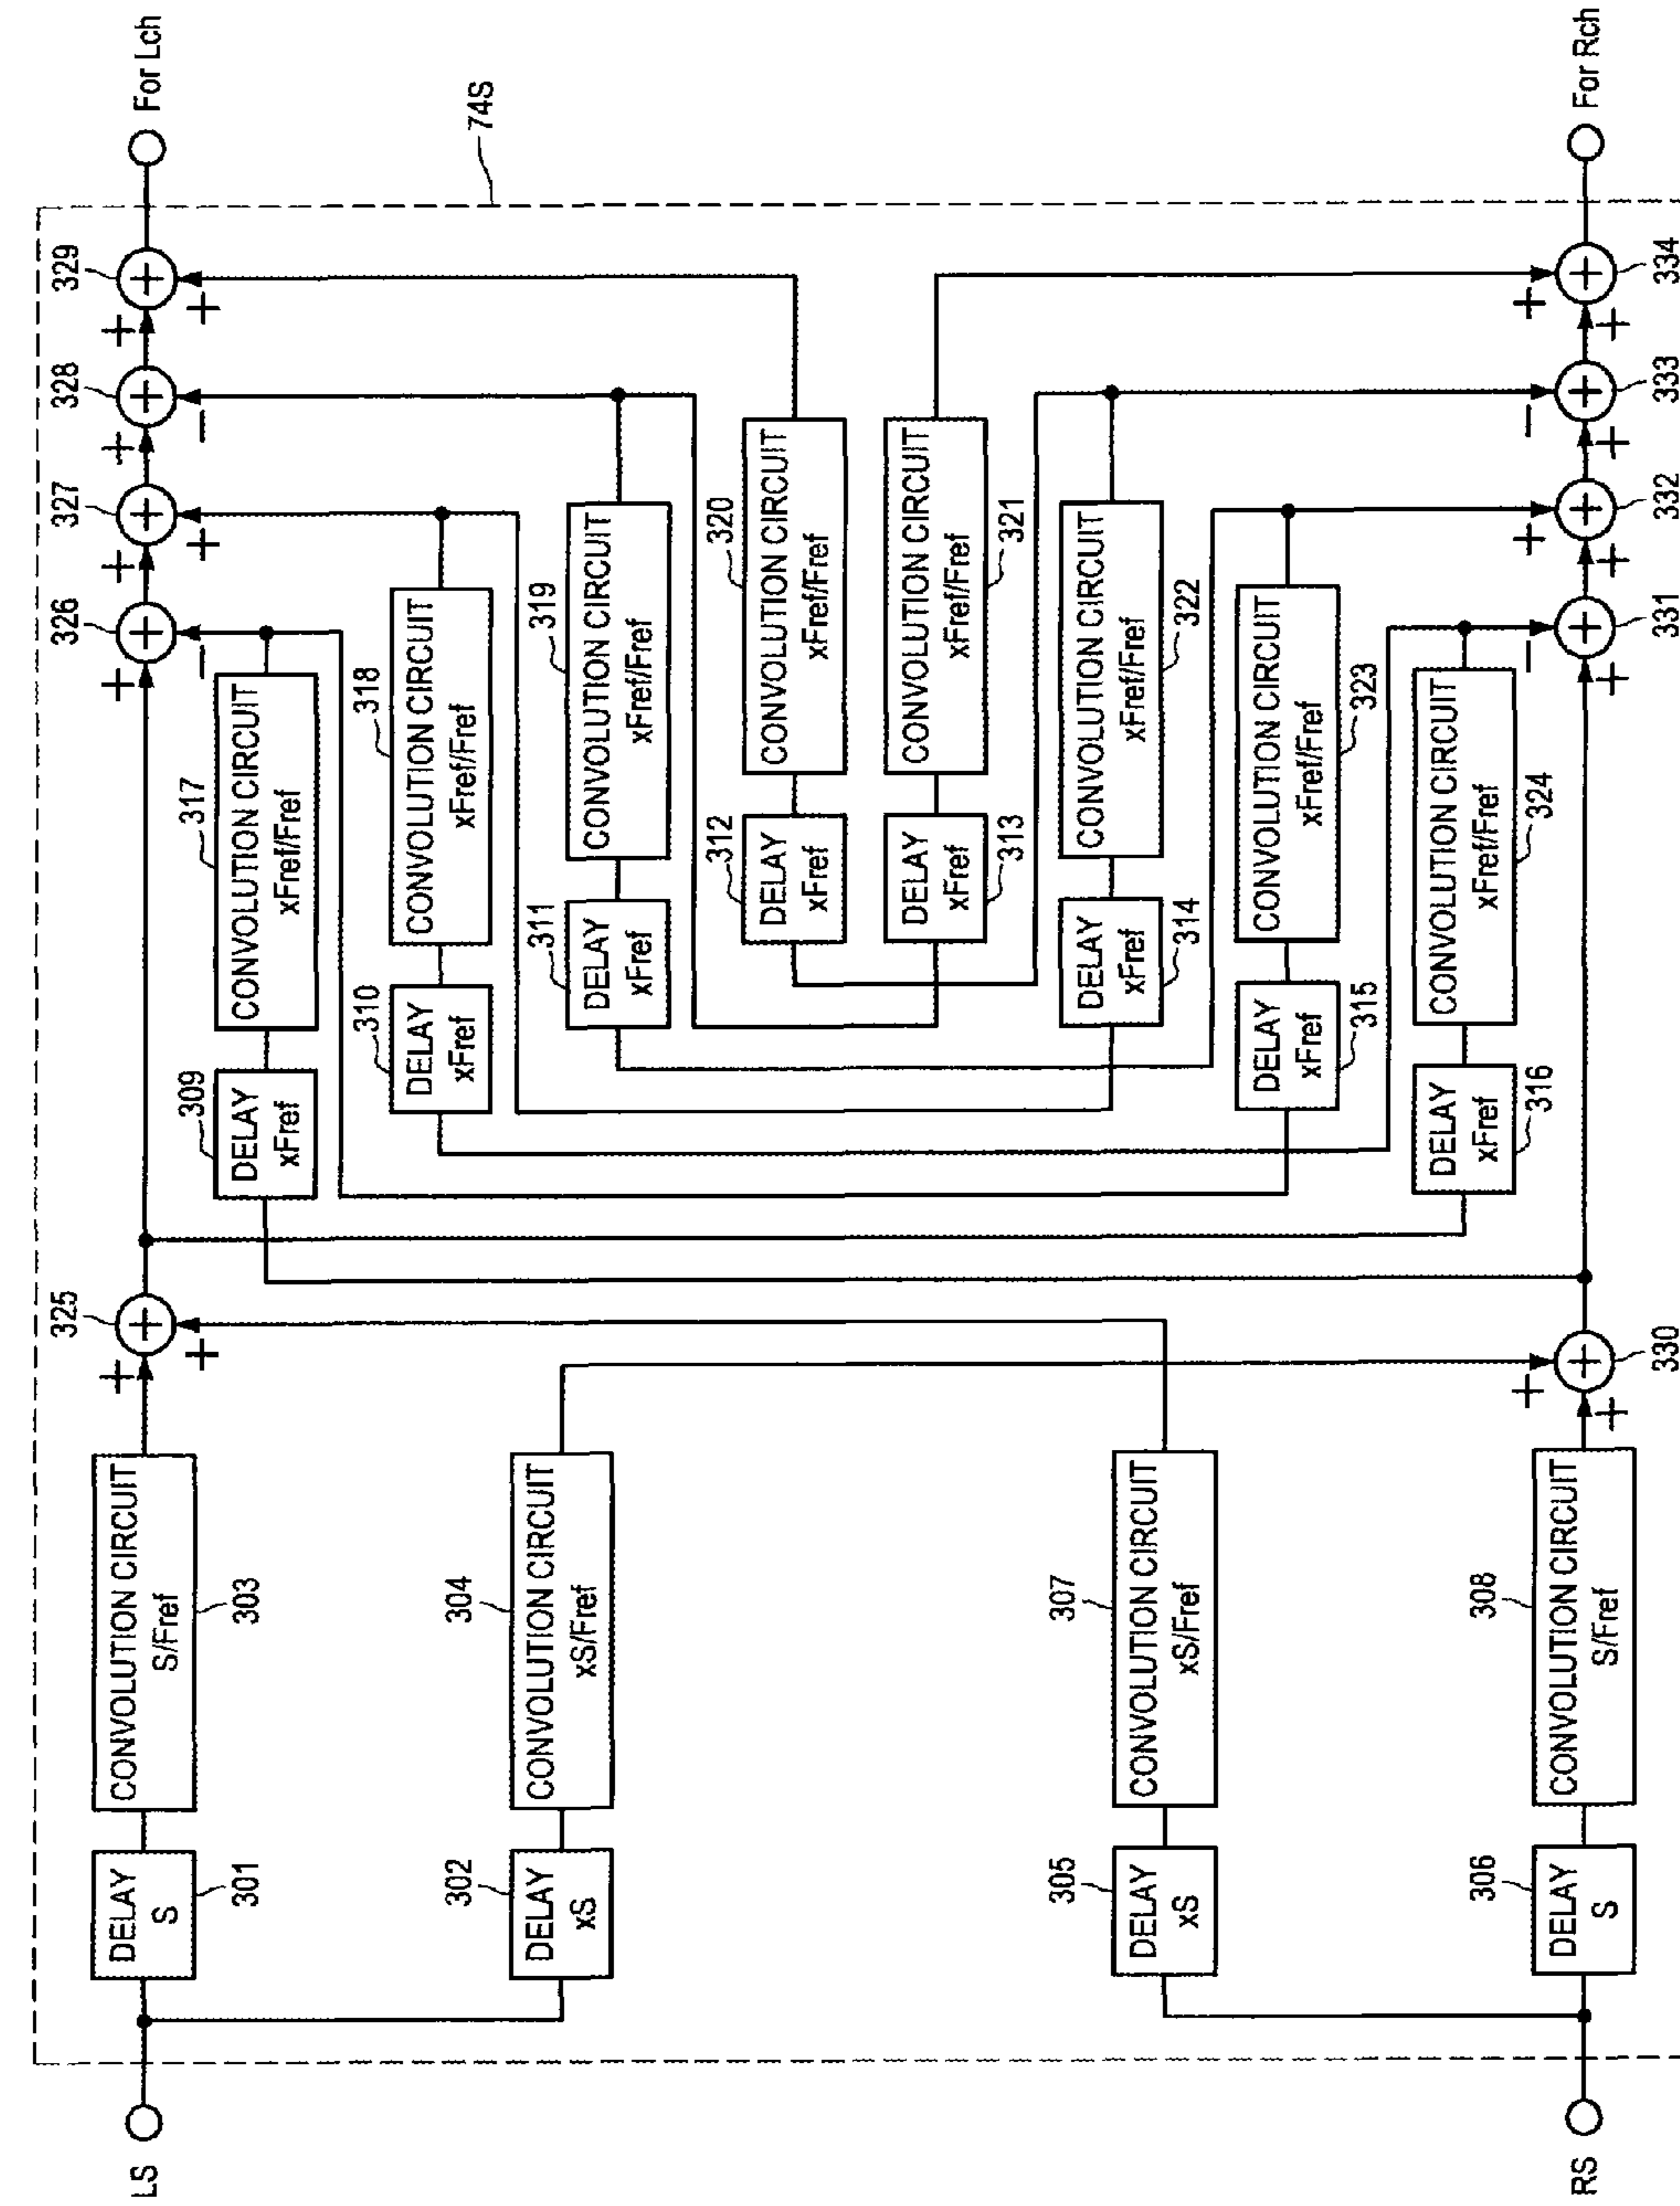 LS
RS
DELAY
S
301
CONVOLUTION CIRCUIT
S/Fref
303
DELAY
xS
302
CONVOLUTION CIRCUIT
xS/Fref
304
DELAY
xS
305
CONVOLUTION CIRCUIT
xS/Fref
307
DELAY
S
306
CONVOLUTION CIRCUIT
S/Fref
308
325
+
+
+
330
+
+
+
DELAY
xFref
309
CONVOLUTION CIRCUIT
xFref/Fref
317
DELAY
xFref
310
CONVOLUTION CIRCUIT
xFref/Fref
318
DELAY
xFref
311
CONVOLUTION CIRCUIT
xFref/Fref
319
DELAY
xFref
312
CONVOLUTION CIRCUIT
xFref/Fref
320
DELAY
xFref
313
CONVOLUTION CIRCUIT
xFref/Fref
321
DELAY
xFref
314
CONVOLUTION CIRCUIT
xFref/Fref
322
DELAY
xFref
315
CONVOLUTION CIRCUIT
xFref/Fref
323
DELAY
xFref
316
CONVOLUTION CIRCUIT
xFref/Fref
324
326
+
+
−
327
+
+
+
328
+
+
−
329
+
+
+
331
+
+
−
332
+
+
+
333
+
+
−
334
+
+
+
74S
For Lch
For Rch